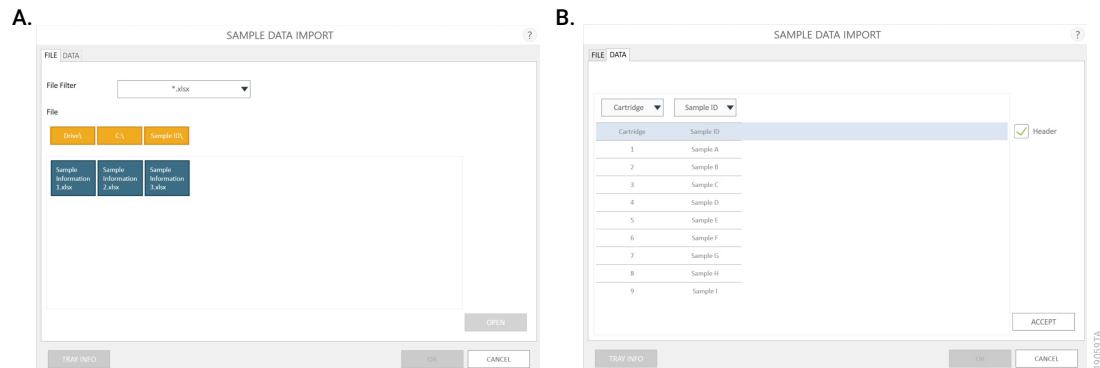 A.
SAMPLE DATA IMPORT
?
FILE DATA
File Filter
*.xlsx
File
Drive\ C:\ Sample ID\
Sample Information 1.xlsx
Sample Information 2.xlsx
Sample Information 3.xlsx
OPEN
TRAY INFO OK CANCEL
B.
SAMPLE DATA IMPORT
?
FILE DATA
Cartridge Sample ID
Cartridge Sample ID
Header
1 Sample A
2 Sample B
3 Sample C
4 Sample D
5 Sample E
6 Sample F
7 Sample G
8 Sample H
9 Sample I
ACCEPT
TRAY INFO OK CANCEL